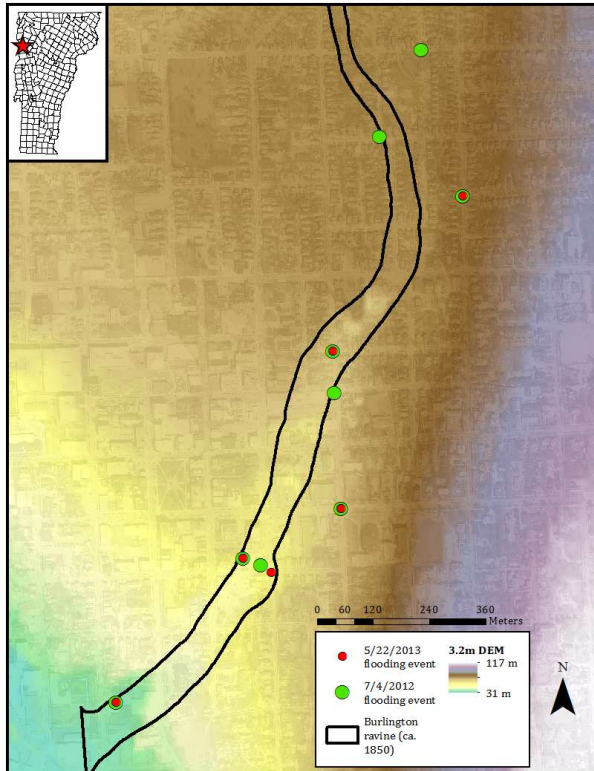 0 60 120 240 360
Meters
5/22/2013
flooding event
7/4/2012
flooding event
Burlington
ravine (ca.
1850)
3.2m DEM
117 m
31 m
N